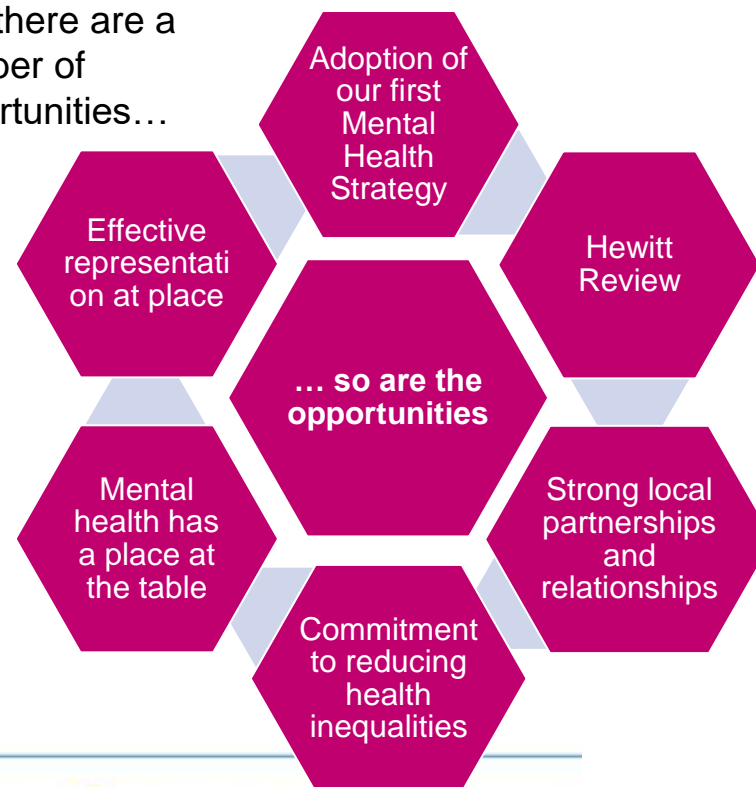 there are a
ber of
rtunities…
Adoption of
our first
Mental
Health
Strategy
Hewitt
Review
Strong local
partnerships
and
relationships
Commitment
to reducing
health
inequalities
Mental
health has
a place at
the table
Effective
representati
on at place
… so are the
opportunities